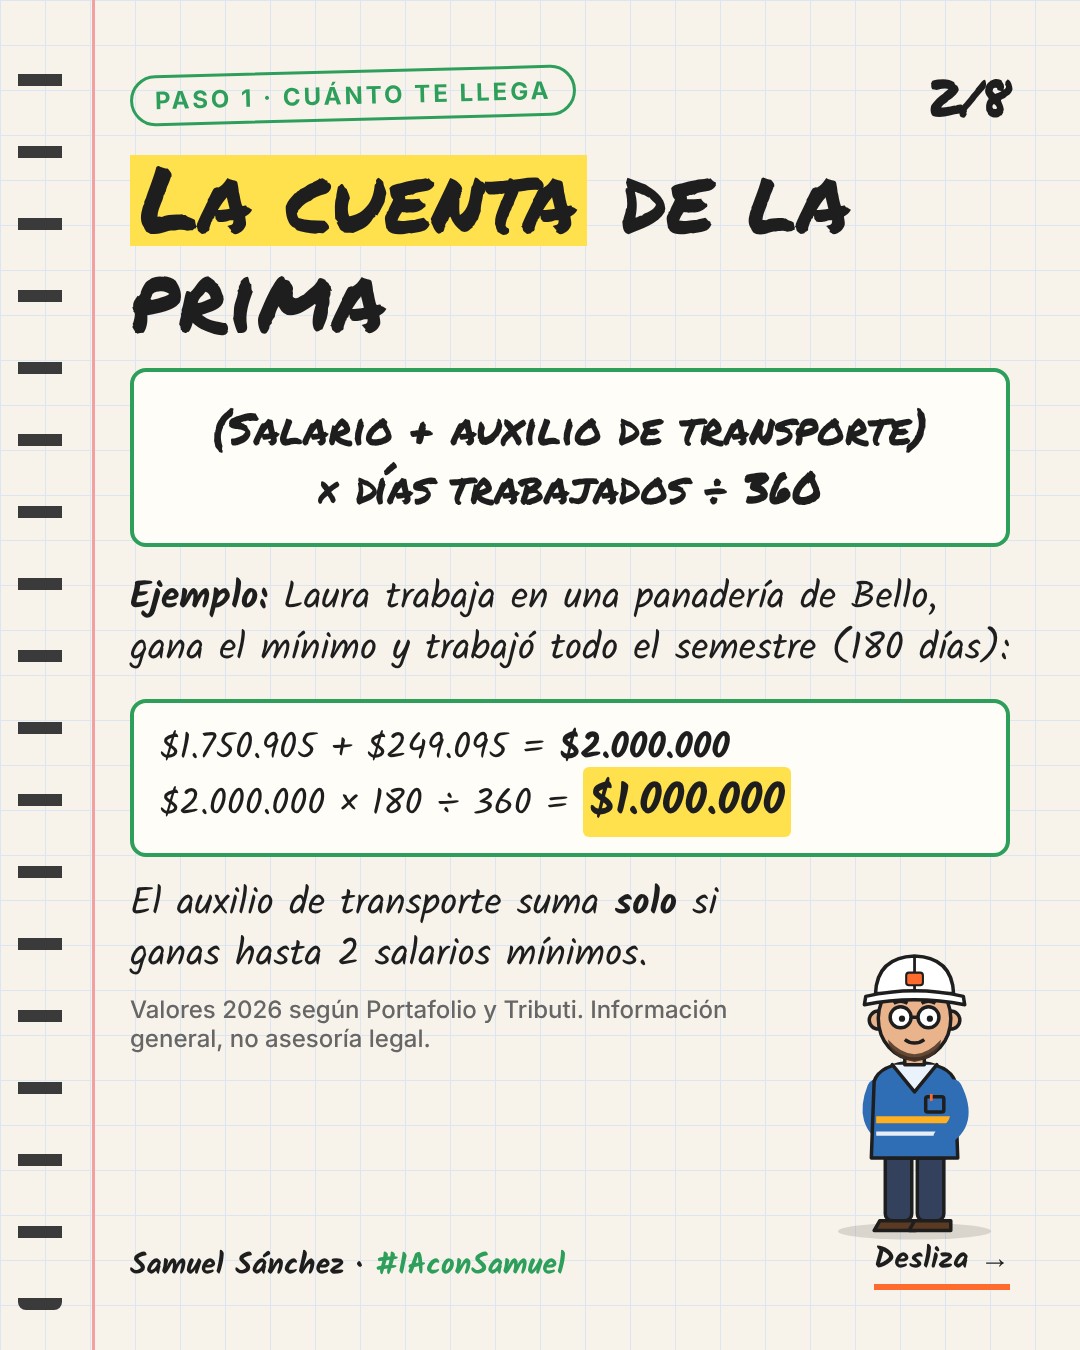 PASO 1 · CUÁNTO TE LLEGA
2/8
LA CUENTA DE LA
PRIMA
(SALARIO + AUXILIO DE TRANSPORTE)
× DÍAS TRABAJADOS ÷ 360
Ejemplo: Laura trabaja en una panadería de Bello,
gana el mínimo y trabajó todo el semestre (180 días):
$1.750.905 + $249.095 = $2.000.000
$2.000.000 × 180 ÷ 360 = $1.000.000
El auxilio de transporte suma solo si
ganas hasta 2 salarios mínimos.
Valores 2026 según Portafolio y Tributi. Información
general, no asesoría legal.
Samuel Sánchez · #IAconSamuel
Desliza →